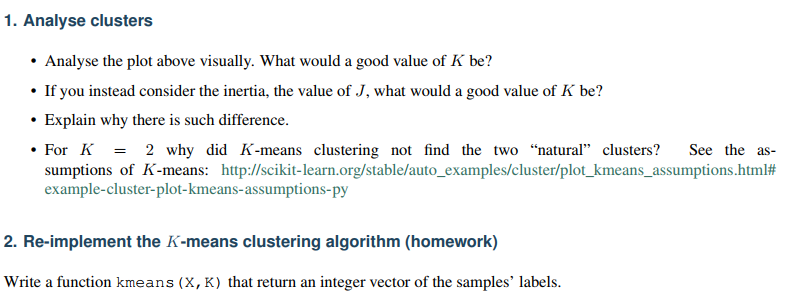 1. Analyse clusters
• Analyse the plot above visually. What would a good value of K be?
• If you instead consider the inertia, the value of J, what would a good value of K be?
• Explain why there is such difference.
• For K = 2 why did K-means clustering not find the two “natural” clusters? See the as-
sumptions of K-means: http://scikit-learn.org/stable/auto_examples/cluster/plot_kmeans_assumptions.html#
example-cluster-plot-kmeans-assumptions-py
2. Re-implement the K-means clustering algorithm (homework)
Write a function kmeans(X,K) that return an integer vector of the samples’ labels.